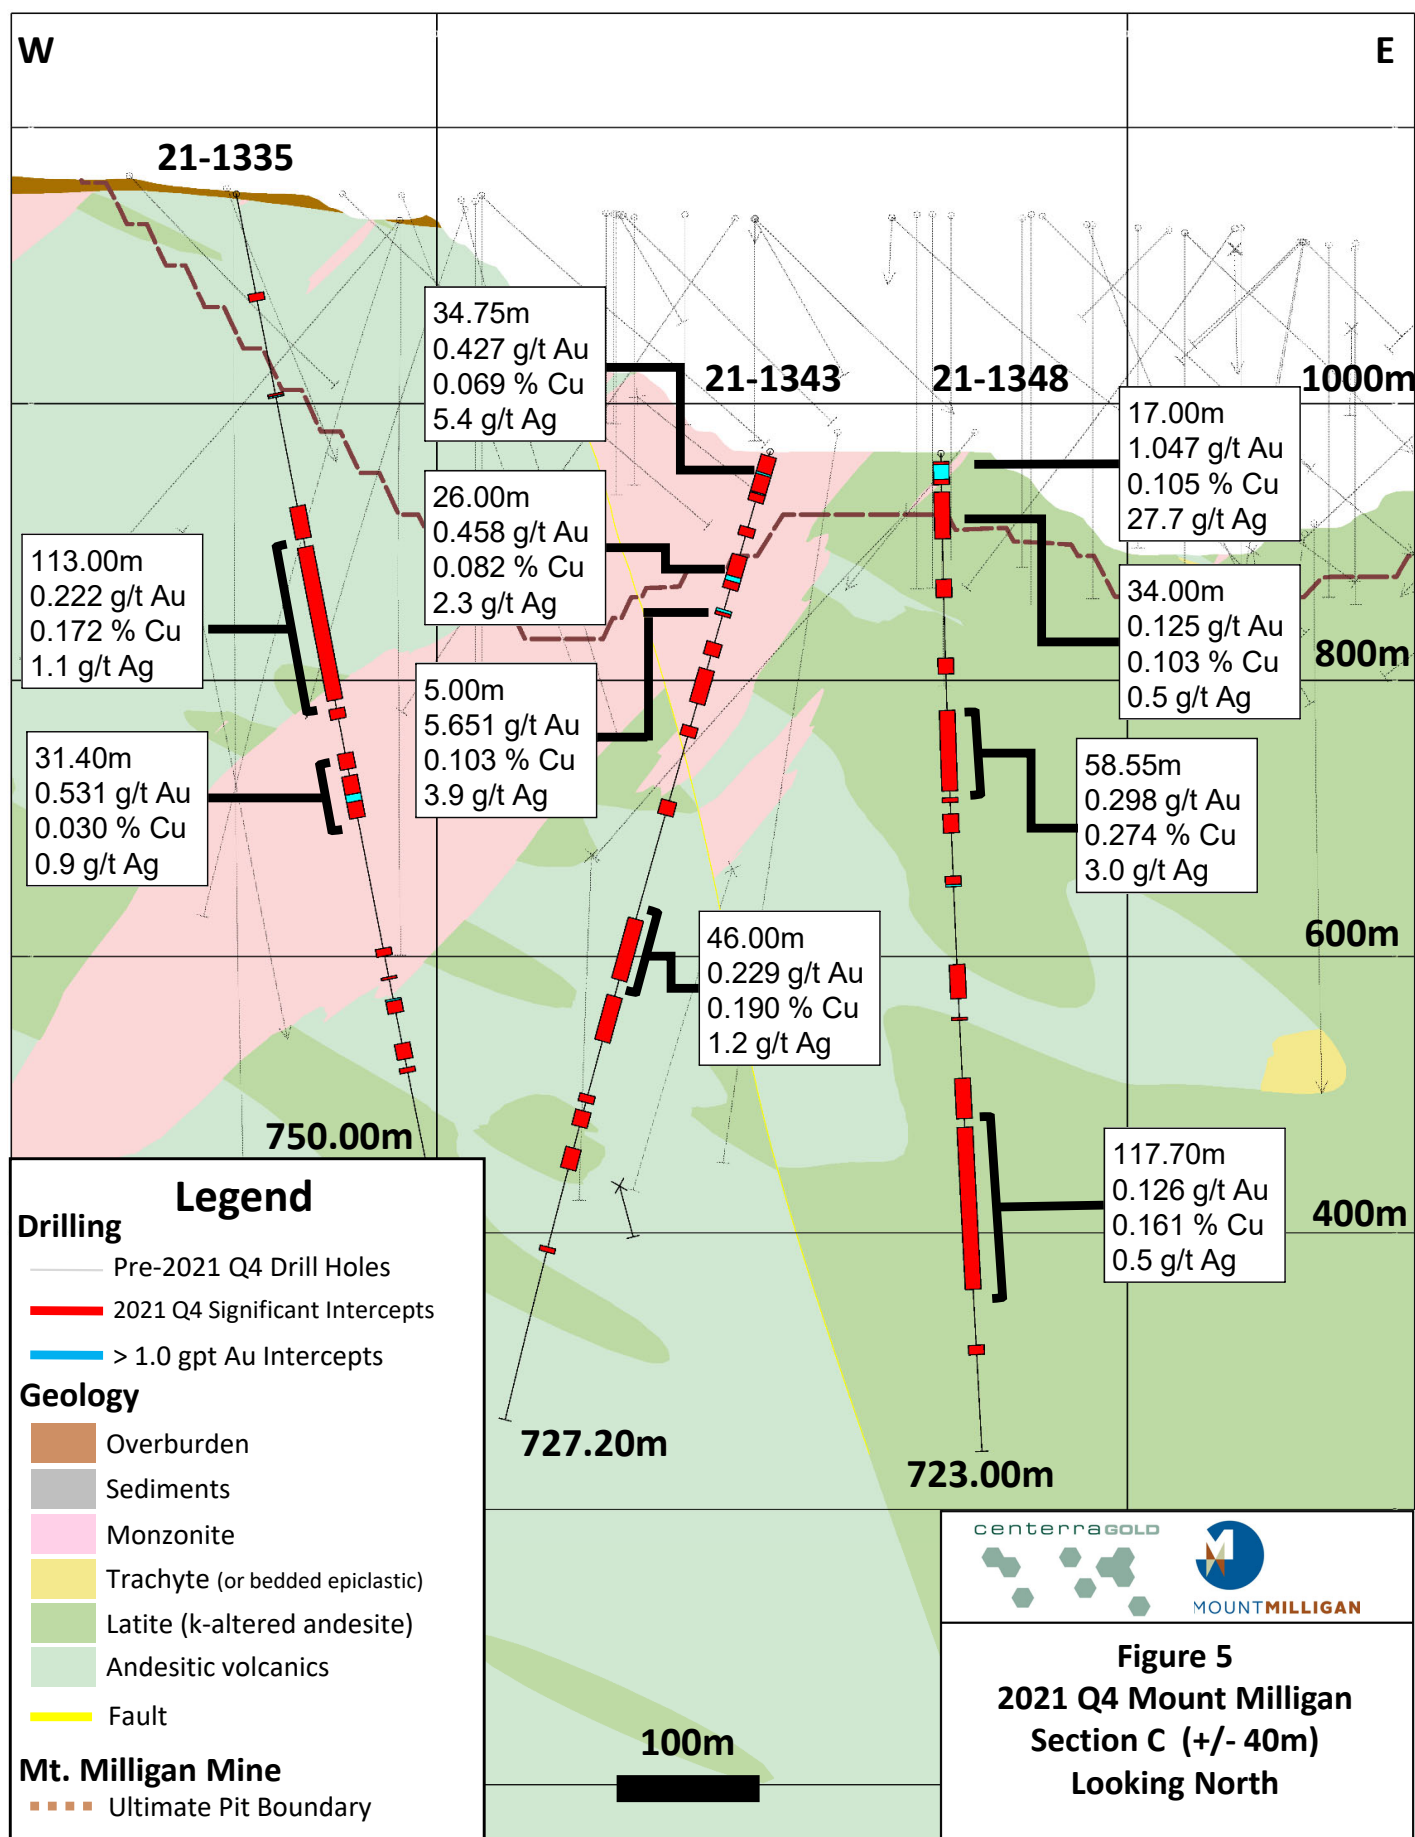 W
E
21-1335
34.75m
0.427 g/t Au
0.069 % Cu
5.4 g/t Ag
21-1343
21-1348
1000m
17.00m
1.047 g/t Au
0.105 % Cu
27.7 g/t Ag
26.00m
0.458 g/t Au
0.082 % Cu
2.3 g/t Ag
113.00m
0.222 g/t Au
0.172 % Cu
1.1 g/t Ag
34.00m
0.125 g/t Au
0.103 % Cu
0.5 g/t Ag
800m
5.00m
5.651 g/t Au
0.103 % Cu
3.9 g/t Ag
31.40m
0.531 g/t Au
0.030 % Cu
0.9 g/t Ag
58.55m
0.298 g/t Au
0.274 % Cu
3.0 g/t Ag
46.00m
0.229 g/t Au
0.190 % Cu
1.2 g/t Ag
600m
750.00m
117.70m
0.126 g/t Au
0.161 % Cu
0.5 g/t Ag
400m
727.20m
723.00m
Legend
Drilling
Pre-2021 Q4 Drill Holes
2021 Q4 Significant Intercepts
> 1.0 gpt Au Intercepts
Geology
Overburden
Sediments
Monzonite
Trachyte (or bedded epiclastic)
Latite (k-altered andesite)
Andesitic volcanics
Fault
Mt. Milligan Mine
Ultimate Pit Boundary
100m
centerraGOLD
MOUNTMILLIGAN
Figure 5
2021 Q4 Mount Milligan
Section C (+/- 40m)
Looking North